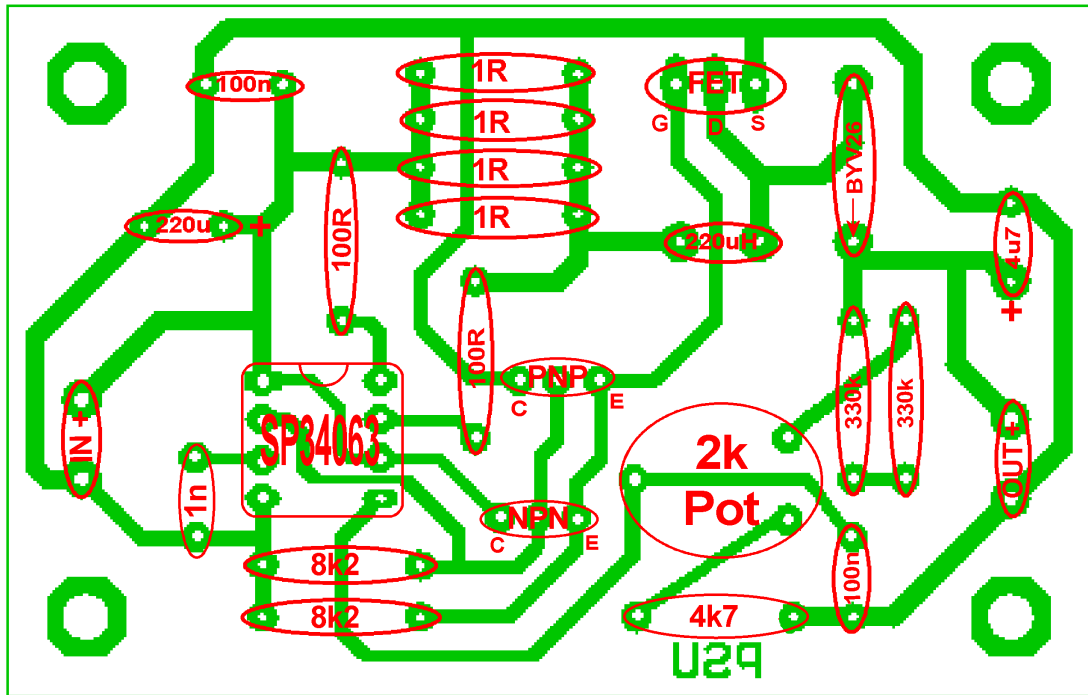 100n
1R
1R
1R
1R
FET
G
D
S
BYV26
220u
+
100R
220uH
4u7
+
100R
PNP
C
E
330k
330k
IN +
SP34063
OUT +
2k
Pot
1n
NPN
C
E
8k2
8k2
100n
4k7
PSU